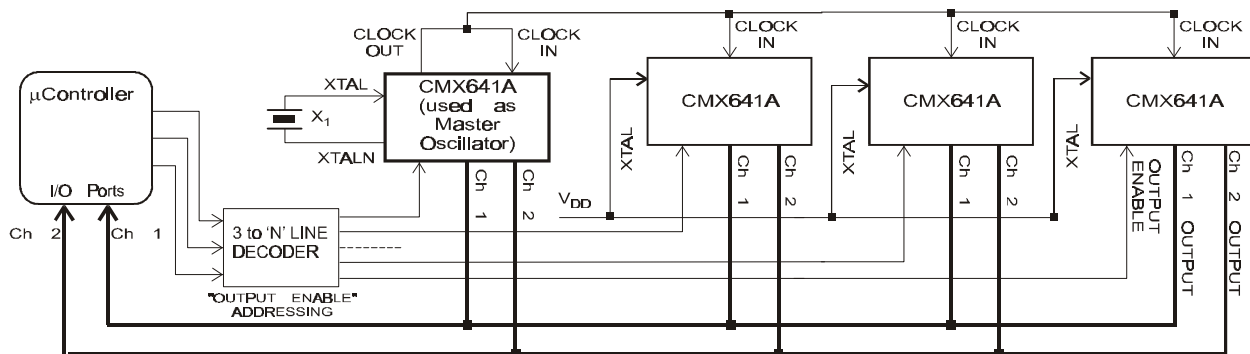 CLOCK OUT
CLOCK IN
CLOCK IN
CLOCK IN
CLOCK IN
μController
XTAL
X1
XTALN
CMX641A
(used as
Master
Oscillator)
CMX641A
CMX641A
CMX641A
XTAL
XTAL
XTAL
I/O Ports
Ch 2
Ch 1
3 to 'N' LINE
DECODER
"OUTPUT ENABLE"
ADDRESSING
Ch 1
Ch 2
VDD
Ch 1
Ch 2
Ch 1
Ch 2
OUTPUT
ENABLE
Ch 1 OUTPUT
Ch 2 OUTPUT